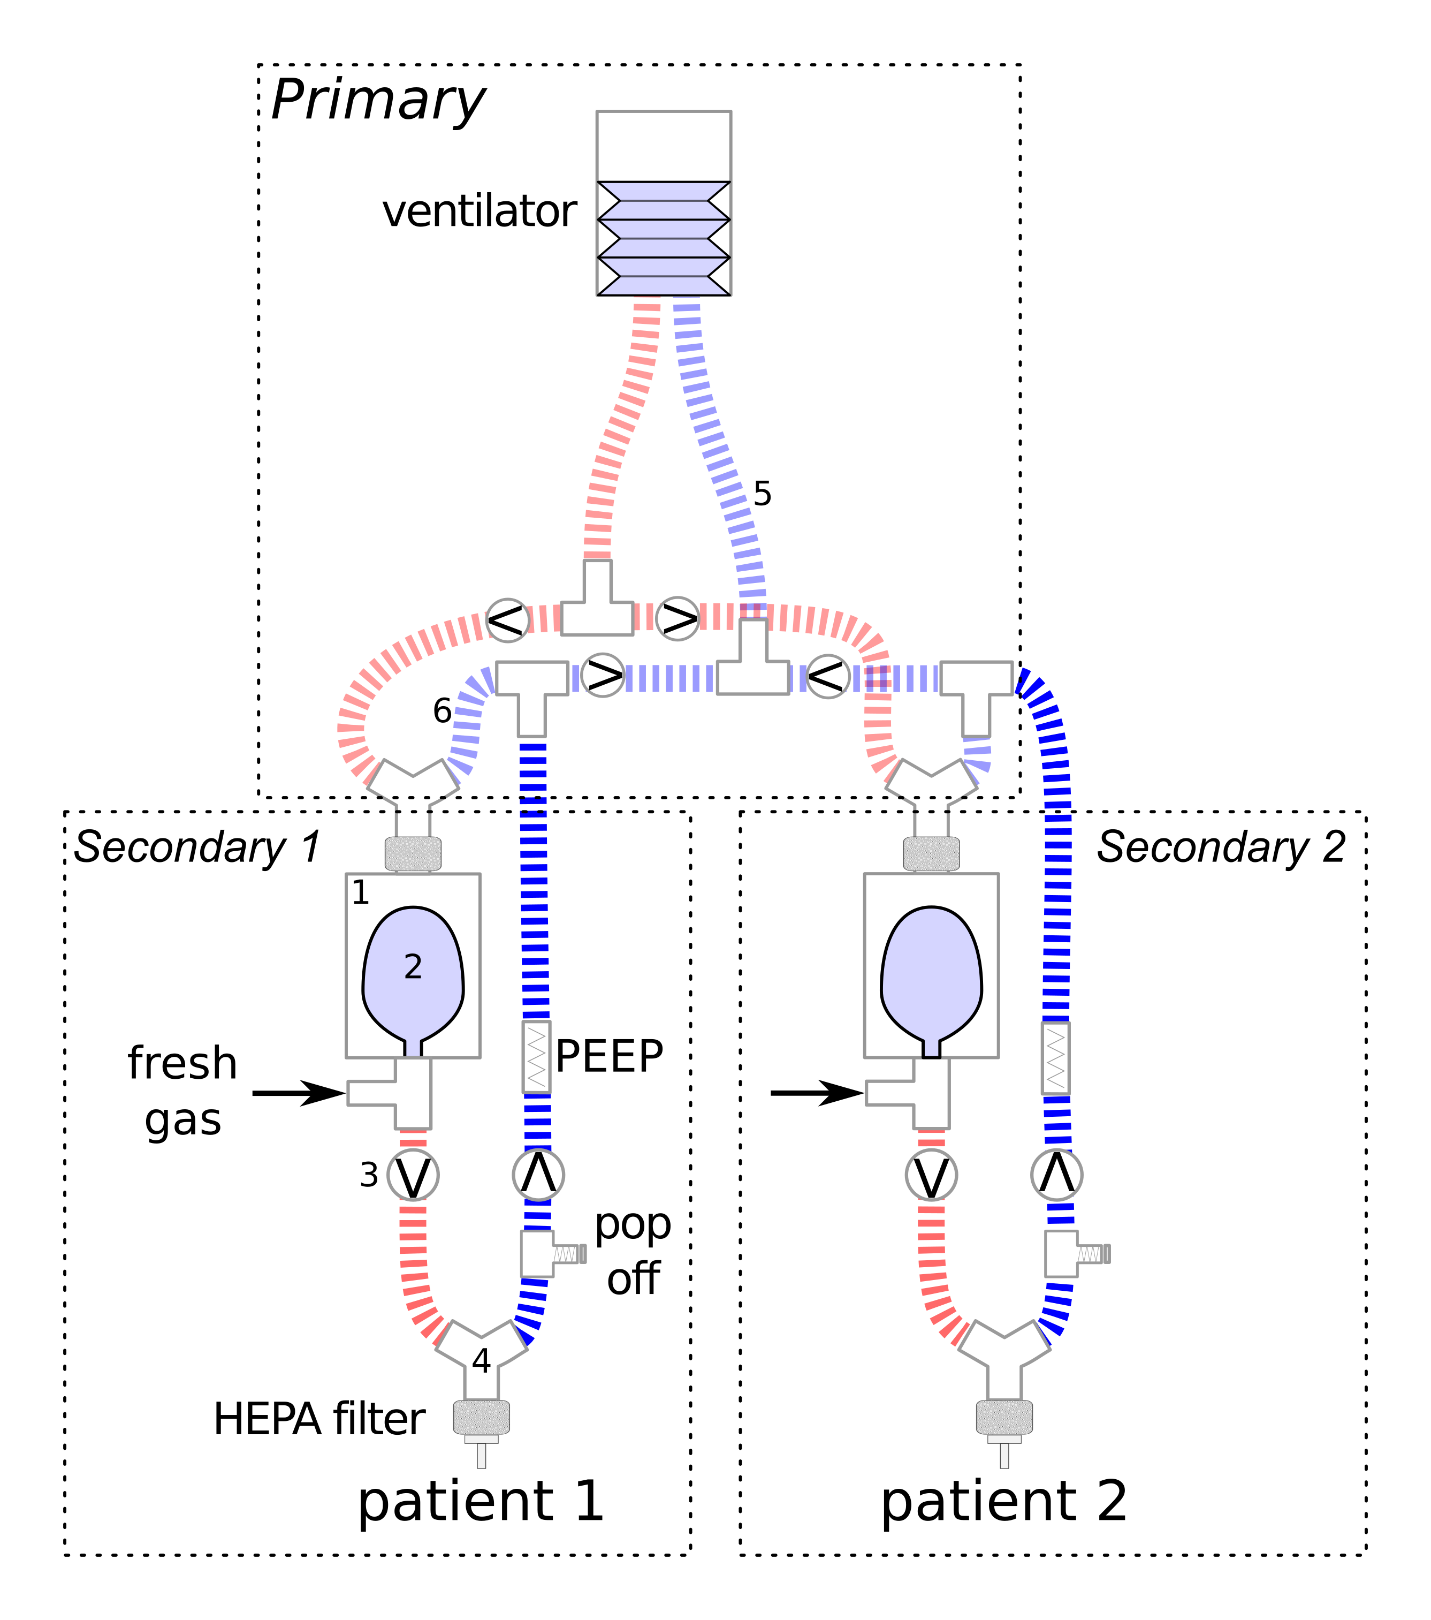 Primary
ventilator
5
6
Secondary 1
Secondary 2
1
2
fresh
gas
PEEP
3
pop
off
4
HEPA filter
patient 1
patient 2